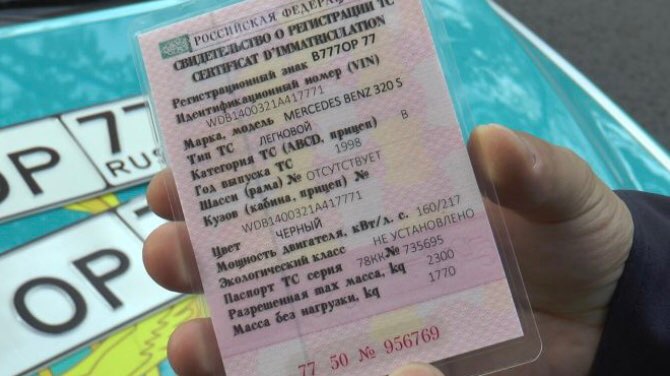 РОССИЙСКАЯ ФЕДЕРАЦИЯ
СВИДЕТЕЛЬСТВО О РЕГИСТРАЦИИ ТС
CERTIFICAT D'IMMATRICULATION
Регистрационный знак В777ОР 77
Идентификационный номер (VIN)
WDB1400321A417771
Марка, модель MERCEDES BENZ 320 S
Тип ТС ЛЕГКОВОЙ
Категория ТС (ABCD, прицеп) B
Год выпуска ТС 1998
Шасси (рама) № ОТСУТСТВУЕТ
Кузов (кабина, прицеп) №
WDB1400321A417771
Цвет ЧЕРНЫЙ
Мощность двигателя, кВт/л. с. 160/217
Экологический класс НЕ УСТАНОВЛЕНО
Паспорт ТС серия 78КК № 735695
Разрешенная max масса, kg 2300
Масса без нагрузки, kg 1770
77 50 № 956769
ОР 77
RUS
ОР